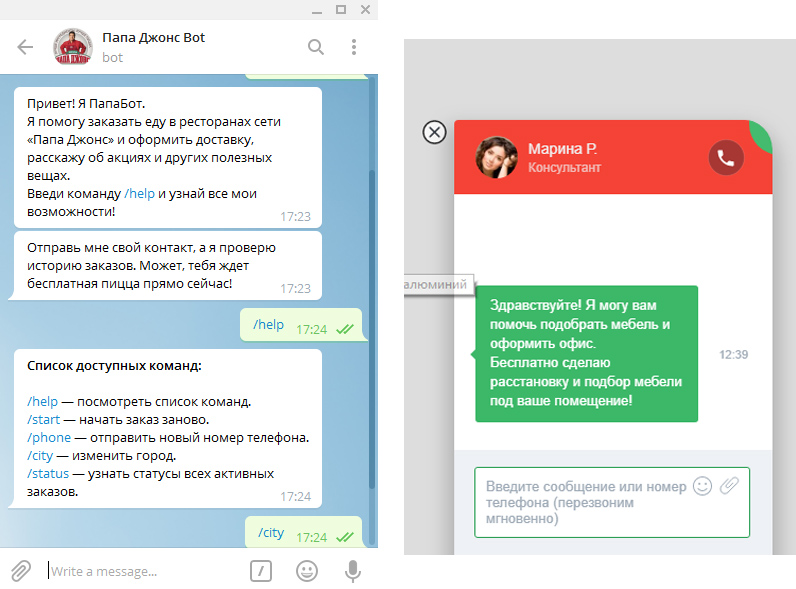 Папа Джонс Bot
bot
ПАПА ДЖОНС
Привет! Я ПапаБот.
Я помогу заказать еду в ресторанах сети
«Папа Джонс» и оформить доставку,
расскажу об акциях и других полезных
вещах.
Введи команду /help и узнай все мои
возможности!
17:23
Отправь мне свой контакт, а я проверю
историю заказов. Может, тебя ждет
бесплатная пицца прямо сейчас!
17:23
/help 17:24
Список доступных команд:
/help — посмотреть список команд.
/start — начать заказ заново.
/phone — отправить новый номер телефона.
/city — изменить город.
/status — узнать статусы всех активных
заказов.
17:24
/city 17:24
Write a message...
Марина Р.
Консультант
алюминий
Здравствуйте! Я могу вам
помочь подобрать мебель и
оформить офис.
Бесплатно сделаю
расстановку и подбор мебели
под ваше помещение!
12:39
Введите сообщение или номер
телефона (перезвоним
мгновенно)